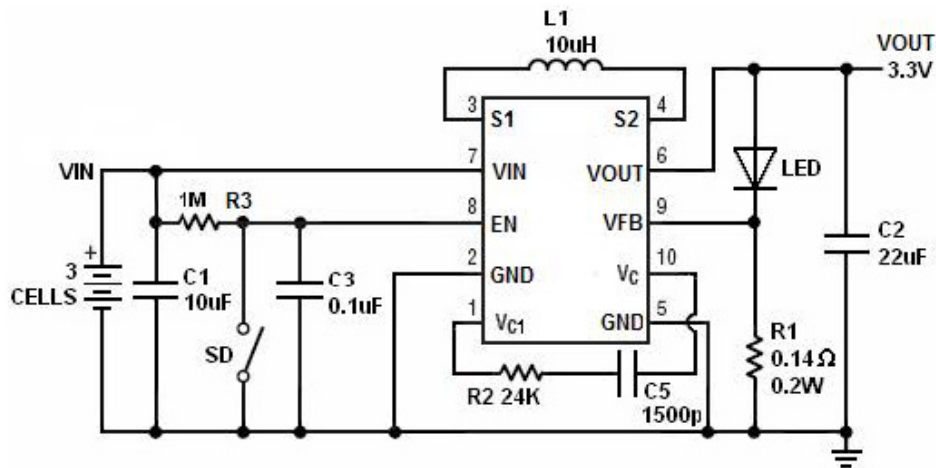 L1
10uH
VOUT
3.3V
3
S1
S2
4
VIN
7
VIN
VOUT
6
LED
1M
R3
8
EN
VFB
9
C2
22uF
+
3
CELLS
C1
10uF
C3
0.1uF
2
GND
VC
10
SD
1
VC1
GND
5
R1
0.14Ω
0.2W
R2 24K
C5
1500p